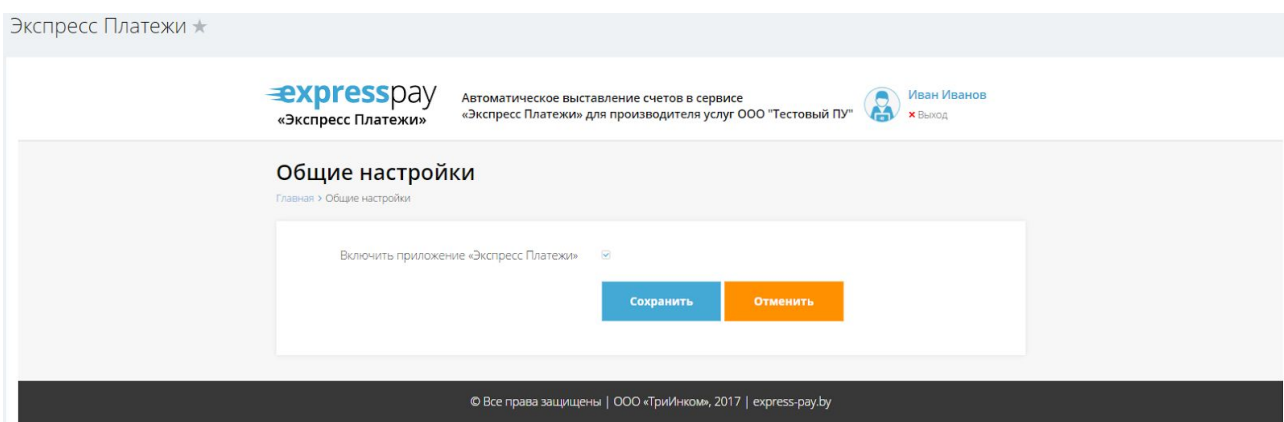 Экспресс Платежи
expresspay
«Экспресс Платежи»
Автоматическое выставление счетов в сервисе
«Экспресс Платежи» для производителя услуг ООО "Тестовый ПУ"
Иван Иванов
× Выход
Общие настройки
Главная > Общие настройки
Включить приложение «Экспресс Платежи»
Сохранить Отменить
© Все права защищены | ООО «ТриИнком», 2017 | express-pay.by